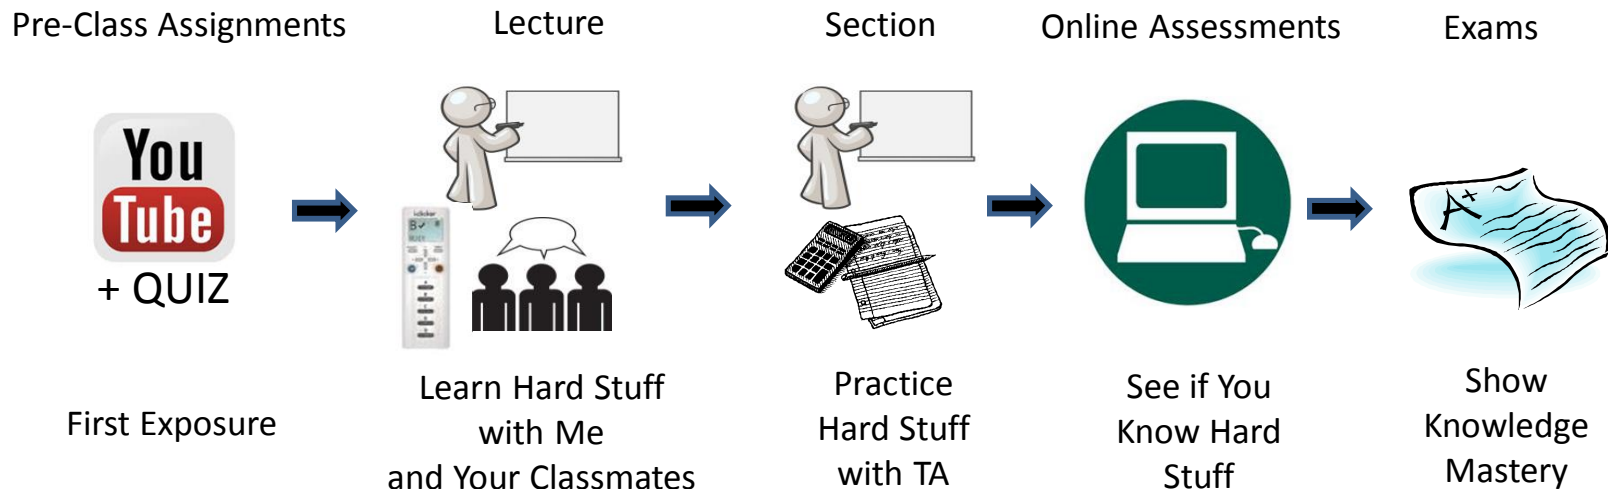 Pre-Class Assignments
Lecture
Section
Online Assessments
Exams
You
Tube
+ QUIZ
iclicker
B✓
A+
First Exposure
Learn Hard Stuff
with Me
and Your Classmates
Practice
Hard Stuff
with TA
See if You
Know Hard
Stuff
Show
Knowledge
Mastery